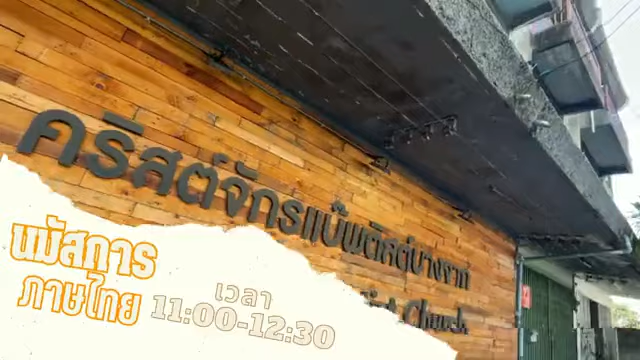 คริสตจักรแบ๊พติสต์บางจาก
Church
นมัสการ
ภาษไทย
เวลา
11:00-12:30